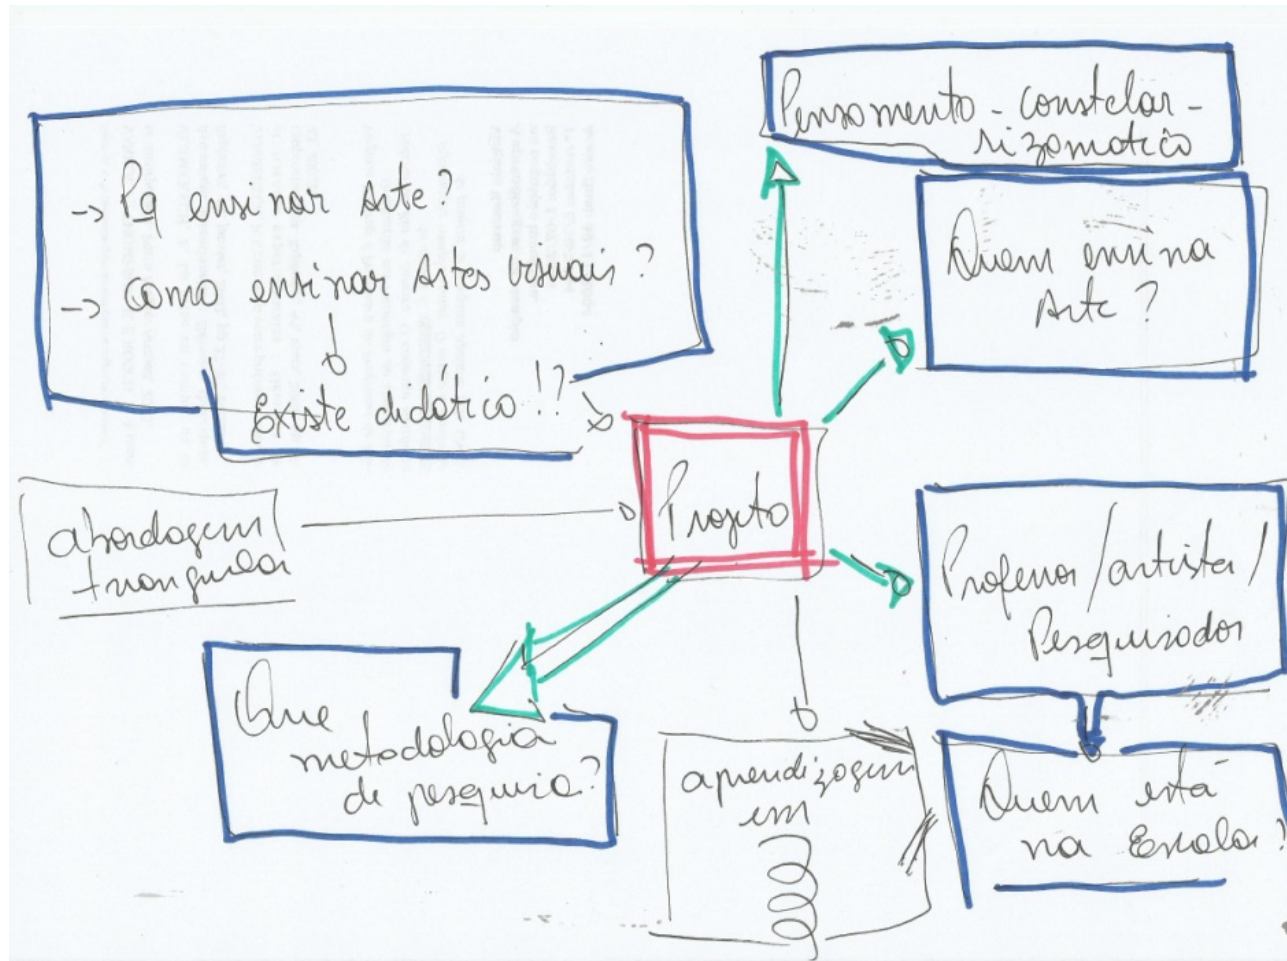 Pensamento - constelar -
rizomático
-> Pq ensinar Arte?
-> Como ensinar Artes visuais?
Existe didático!?
Quem ensina
Arte?
Projeto
abordagem
triangular
Professor/artista/
Pesquisador
Que
metodologia
de pesquisa?
aprendizagem
em
Quem está
na Escola?